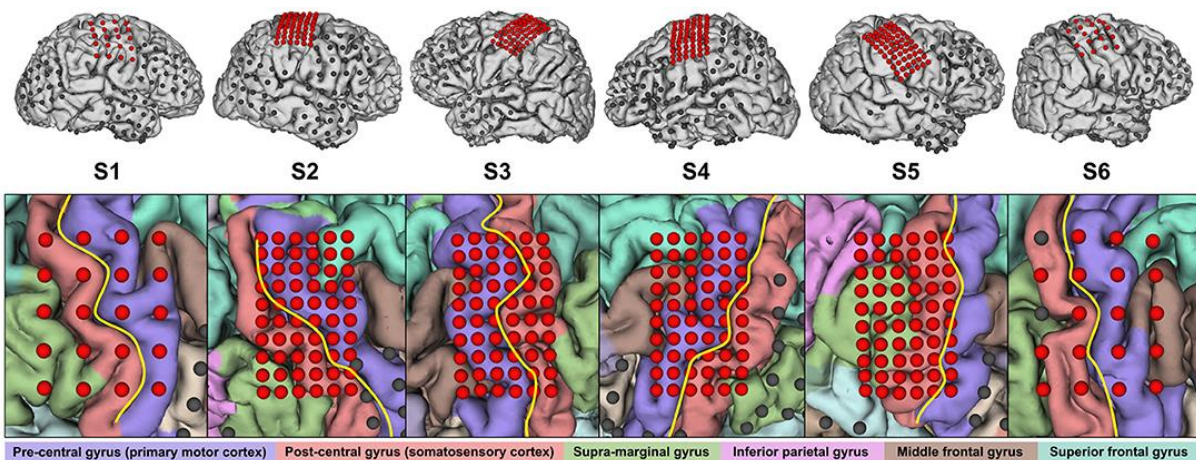 S1 S2 S3 S4 S5 S6
Pre-central gyrus (primary motor cortex) Post-central gyrus (somatosensory cortex) Supra-marginal gyrus Inferior parietal gyrus Middle frontal gyrus Superior frontal gyrus